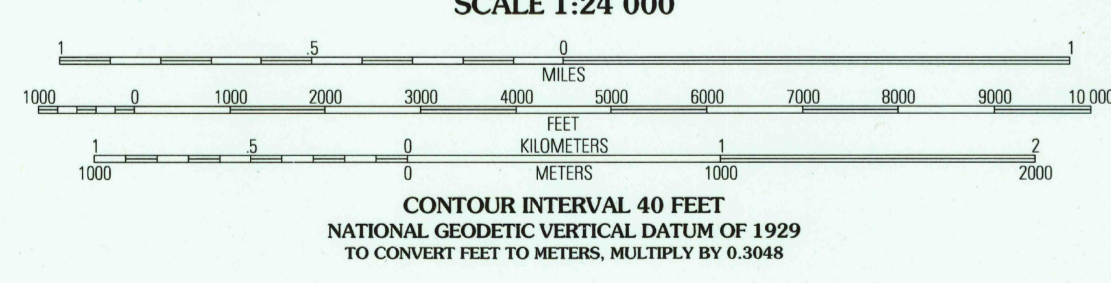 SCALE 1:24 000
1 .5 0 1
MILES
1000 0 1000 2000 3000 4000 5000 6000 7000 8000 9000 10 000
FEET
1 .5 0 KILOMETERS 1 2
1000 0 METERS 1000 2000
CONTOUR INTERVAL 40 FEET
NATIONAL GEODETIC VERTICAL DATUM OF 1929
TO CONVERT FEET TO METERS, MULTIPLY BY 0.3048